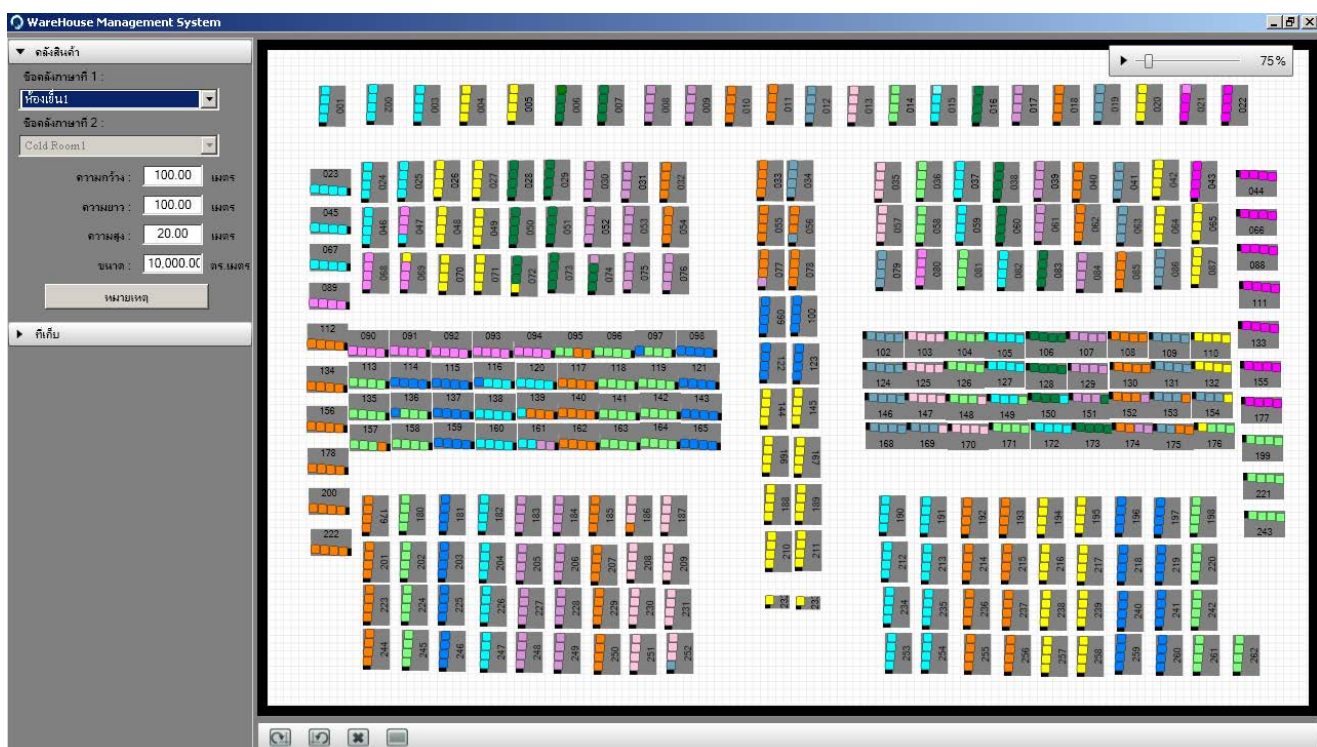 WareHouse Management System
คลังสินค้า
75%
ชื่อคลังภาษาที่ 1 :
ห้องเย็น1
ชื่อคลังภาษาที่ 2 :
Cold Room1
ความกว้าง : 100.00 เมตร
ความยาว : 100.00 เมตร
ความสูง : 20.00 เมตร
ขนาด : 10,000.00 ตร.เมตร
หมายเหตุ
ที่เก็บ
001 002 003 004 005 006 007 008 009 010 011 012 013 014 015 016 017 018 019 020 021 022
023 024 025 026 027 028 029 030 031 032 033 034 035 036 037 038 039 040 041 042 043 044
045 046 047 048 049 050 051 052 053 054 055 056 057 058 059 060 061 062 063 064 065 066
067 068 069 070 071 072 073 074 075 076 077 078 079 080 081 082 083 084 085 086 087 088
089 099 100 111
112 090 091 092 093 094 095 096 097 098 102 103 104 105 106 107 108 109 110 133
134 113 114 115 116 120 117 118 119 121 122 123 124 125 126 127 128 129 130 131 132 155
156 135 136 137 138 139 140 141 142 143 144 145 146 147 148 149 150 151 152 153 154 177
178 157 158 159 160 161 162 163 164 165 166 167 168 169 170 171 172 173 174 175 176 199
200 179 180 181 182 183 184 185 186 187 188 189 190 191 192 193 194 195 196 197 198 221
222 201 202 203 204 205 206 207 208 209 210 211 212 213 214 215 216 217 218 219 220 243
223 224 225 226 227 228 229 230 231 234 235 236 237 238 239 240 241 242
244 245 246 247 248 249 250 251 252 253 254 255 256 257 258 259 260 261 262